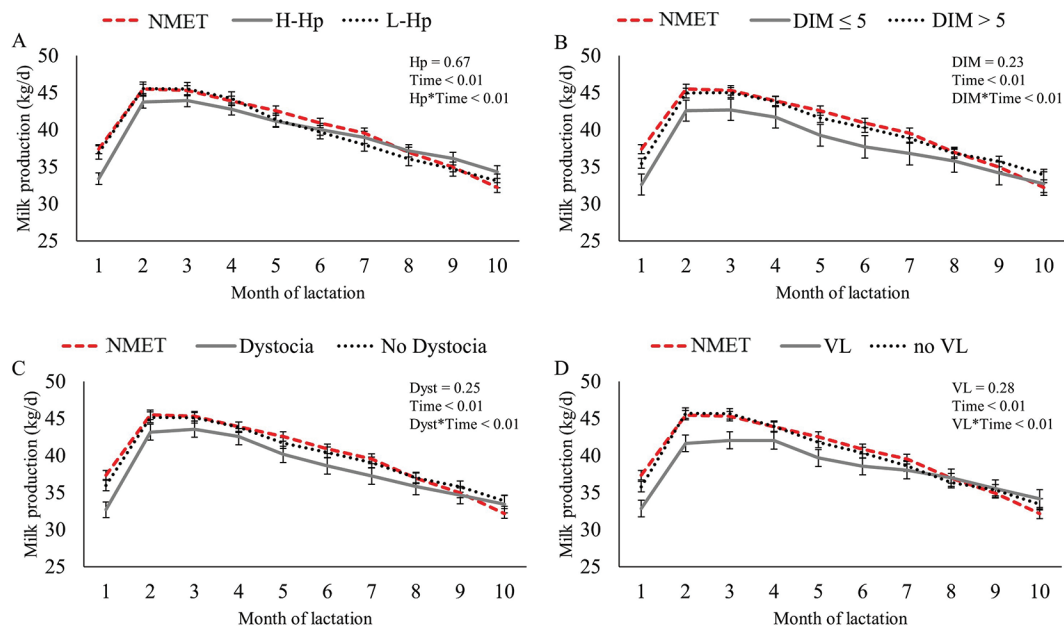 A
NMET H-Hp L-Hp
Hp = 0.67
Time < 0.01
Hp*Time < 0.01
Milk production (kg/d)
50
45
40
35
30
25
1 2 3 4 5 6 7 8 9 10
Month of lactation
B
NMET DIM ≤ 5 DIM > 5
DIM = 0.23
Time < 0.01
DIM*Time < 0.01
Milk production (kg/d)
50
45
40
35
30
25
1 2 3 4 5 6 7 8 9 10
Month of lactation
C
NMET Dystocia No Dystocia
Dyst = 0.25
Time < 0.01
Dyst*Time < 0.01
Milk production (kg/d)
50
45
40
35
30
25
1 2 3 4 5 6 7 8 9 10
Month of lactation
D
NMET VL no VL
VL = 0.28
Time < 0.01
VL*Time < 0.01
Milk production (kg/d)
50
45
40
35
30
25
1 2 3 4 5 6 7 8 9 10
Month of lactation